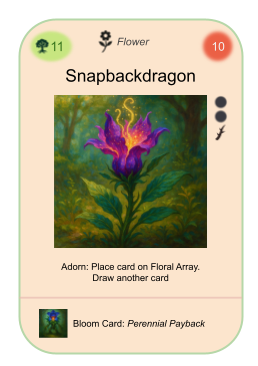 11
Flower
10
Snapbackdragon
Adorn: Place card on Floral Array.
Draw another card
Bloom Card: Perennial Payback